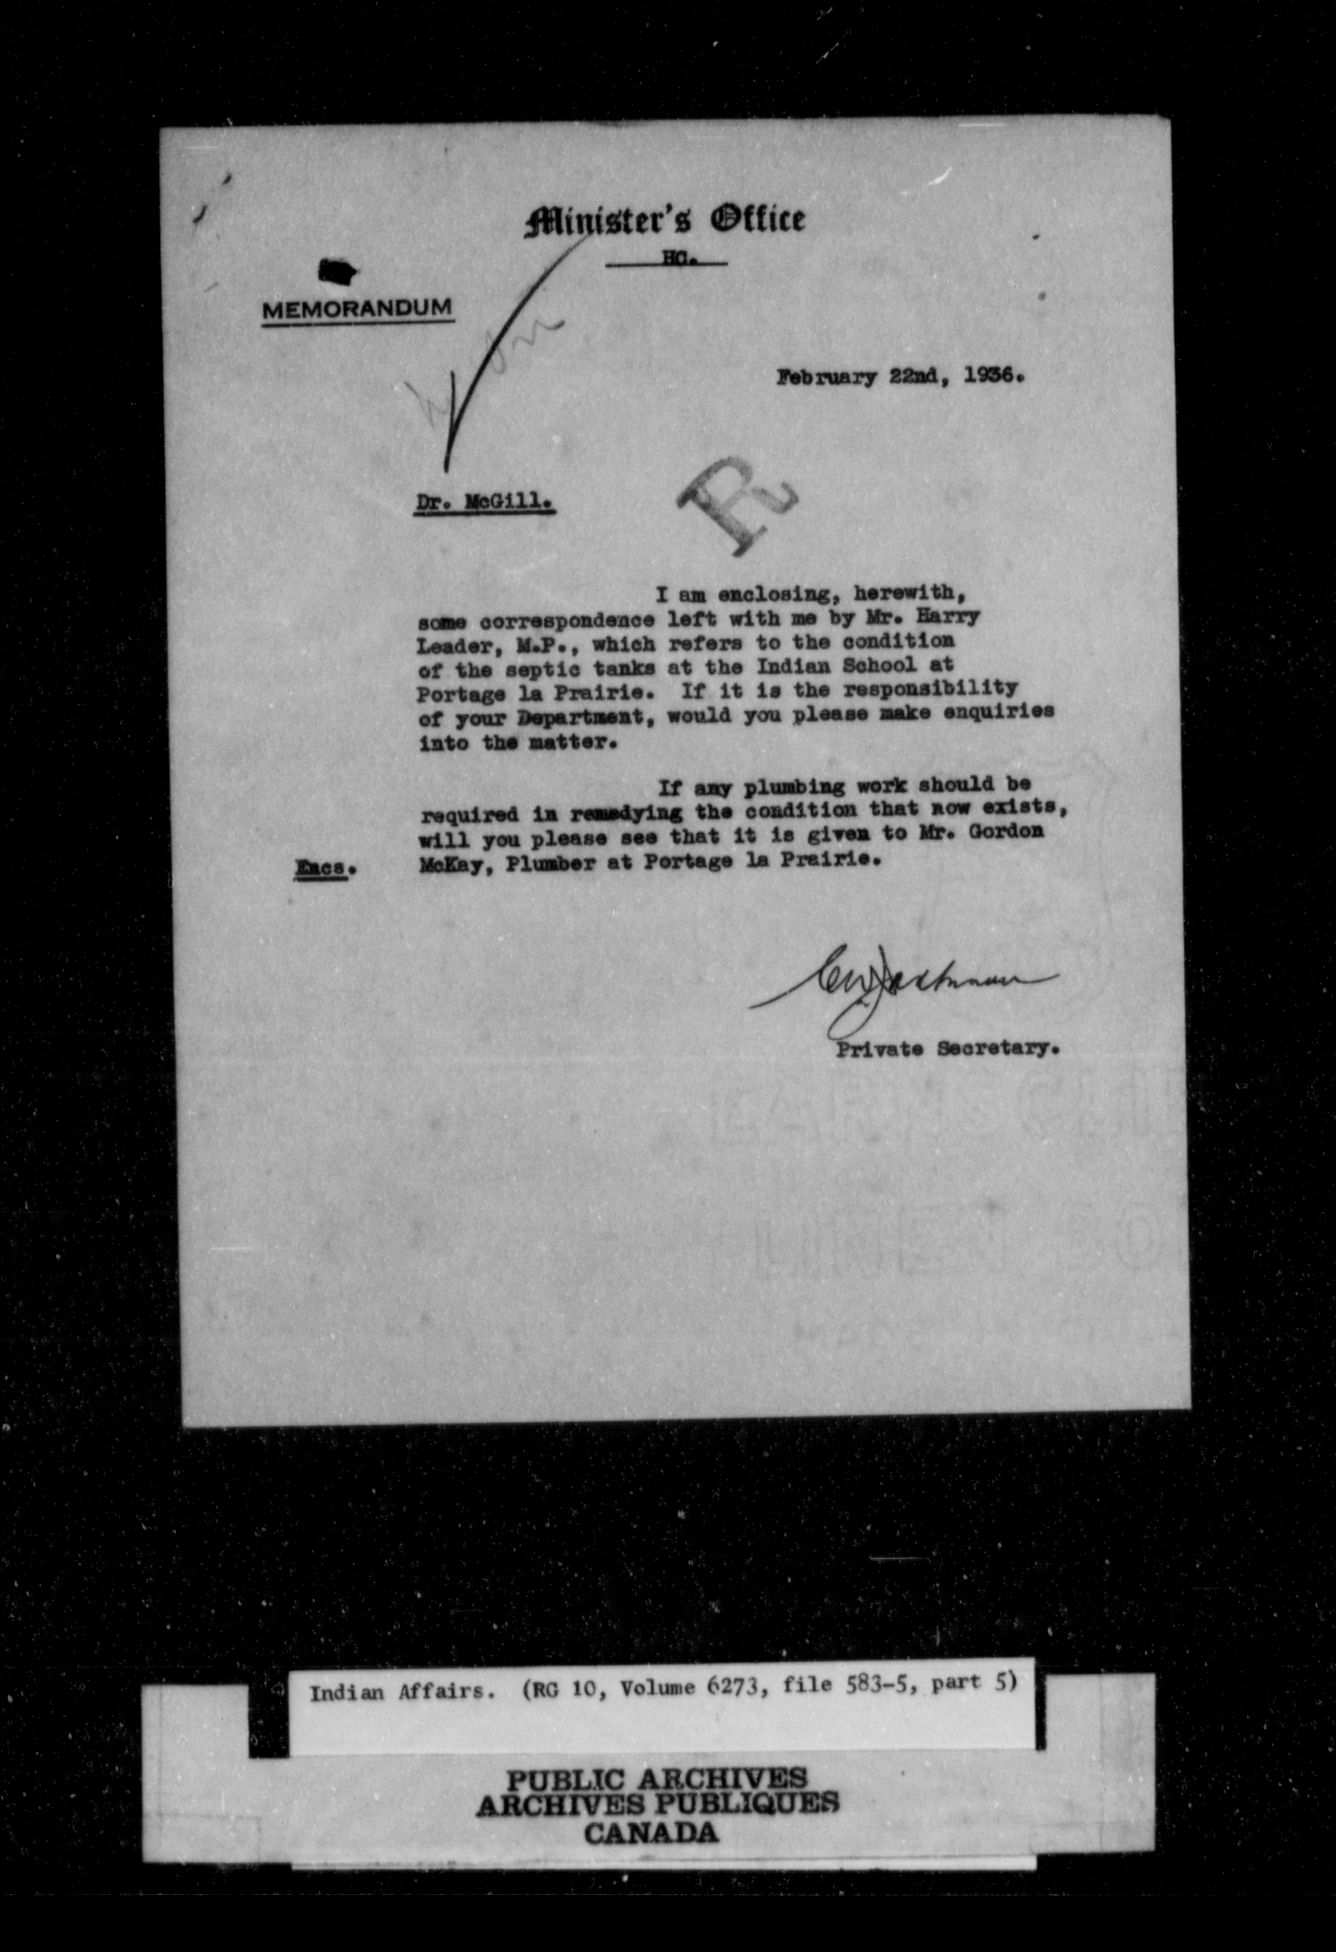 Minister's Office
HC.
MEMORANDUM
February 22nd, 1936.
Dr. McGill.
R
I am enclosing, herewith,
some correspondence left with me by Mr. Harry
Leader, M.P., which refers to the condition
of the septic tanks at the Indian School at
Portage la Prairie. If it is the responsibility
of your Department, would you please make enquiries
into the matter.
If any plumbing work should be
required in remedying the condition that now exists,
will you please see that it is given to Mr. Gordon
McKay, Plumber at Portage la Prairie.
Encs.
Private Secretary.
Indian Affairs. (RG 10, Volume 6273, file 583-5, part 5)
PUBLIC ARCHIVES
ARCHIVES PUBLIQUES
CANADA